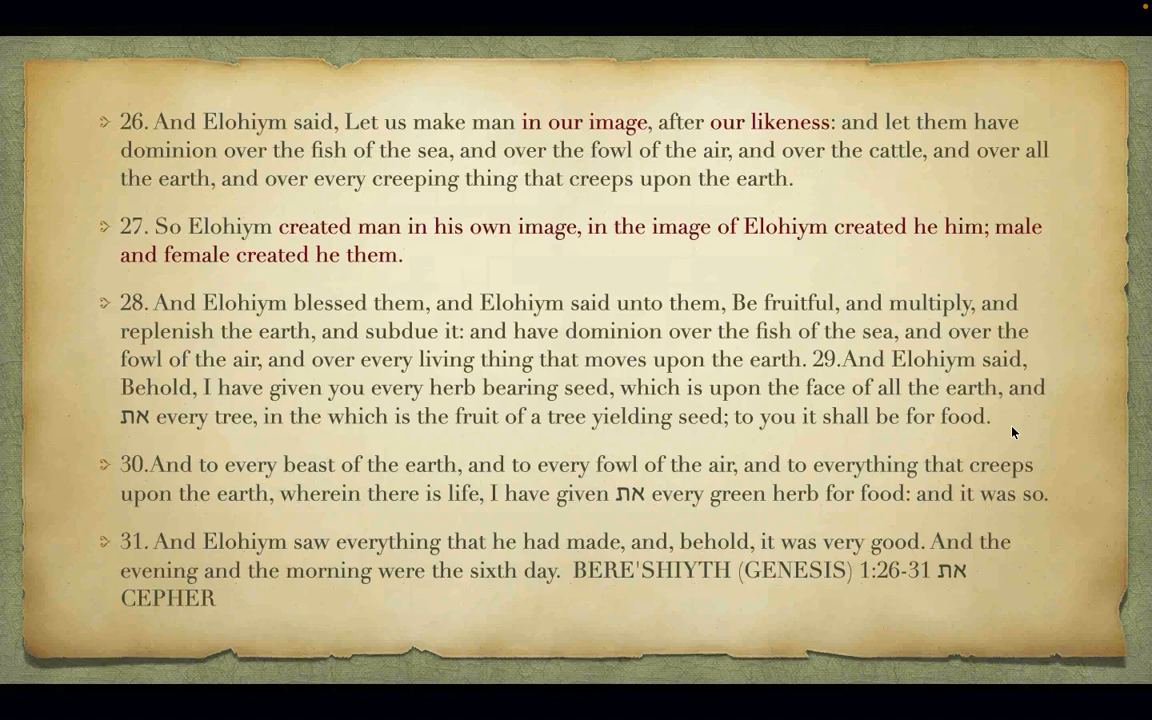 26. And Elohiym said, Let us make man in our image, after our likeness: and let them have
dominion over the fish of the sea, and over the fowl of the air, and over the cattle, and over all
the earth, and over every creeping thing that creeps upon the earth.
27. So Elohiym created man in his own image, in the image of Elohiym created he him; male
and female created he them.
28. And Elohiym blessed them, and Elohiym said unto them, Be fruitful, and multiply, and
replenish the earth, and subdue it: and have dominion over the fish of the sea, and over the
fowl of the air, and over every living thing that moves upon the earth. 29.And Elohiym said,
Behold, I have given you every herb bearing seed, which is upon the face of all the earth, and
את every tree, in the which is the fruit of a tree yielding seed; to you it shall be for food.
30.And to every beast of the earth, and to every fowl of the air, and to everything that creeps
upon the earth, wherein there is life, I have given את every green herb for food: and it was so.
31. And Elohiym saw everything that he had made, and, behold, it was very good. And the
evening and the morning were the sixth day.  BERE'SHIYTH (GENESIS) 1:26-31 את
CEPHER